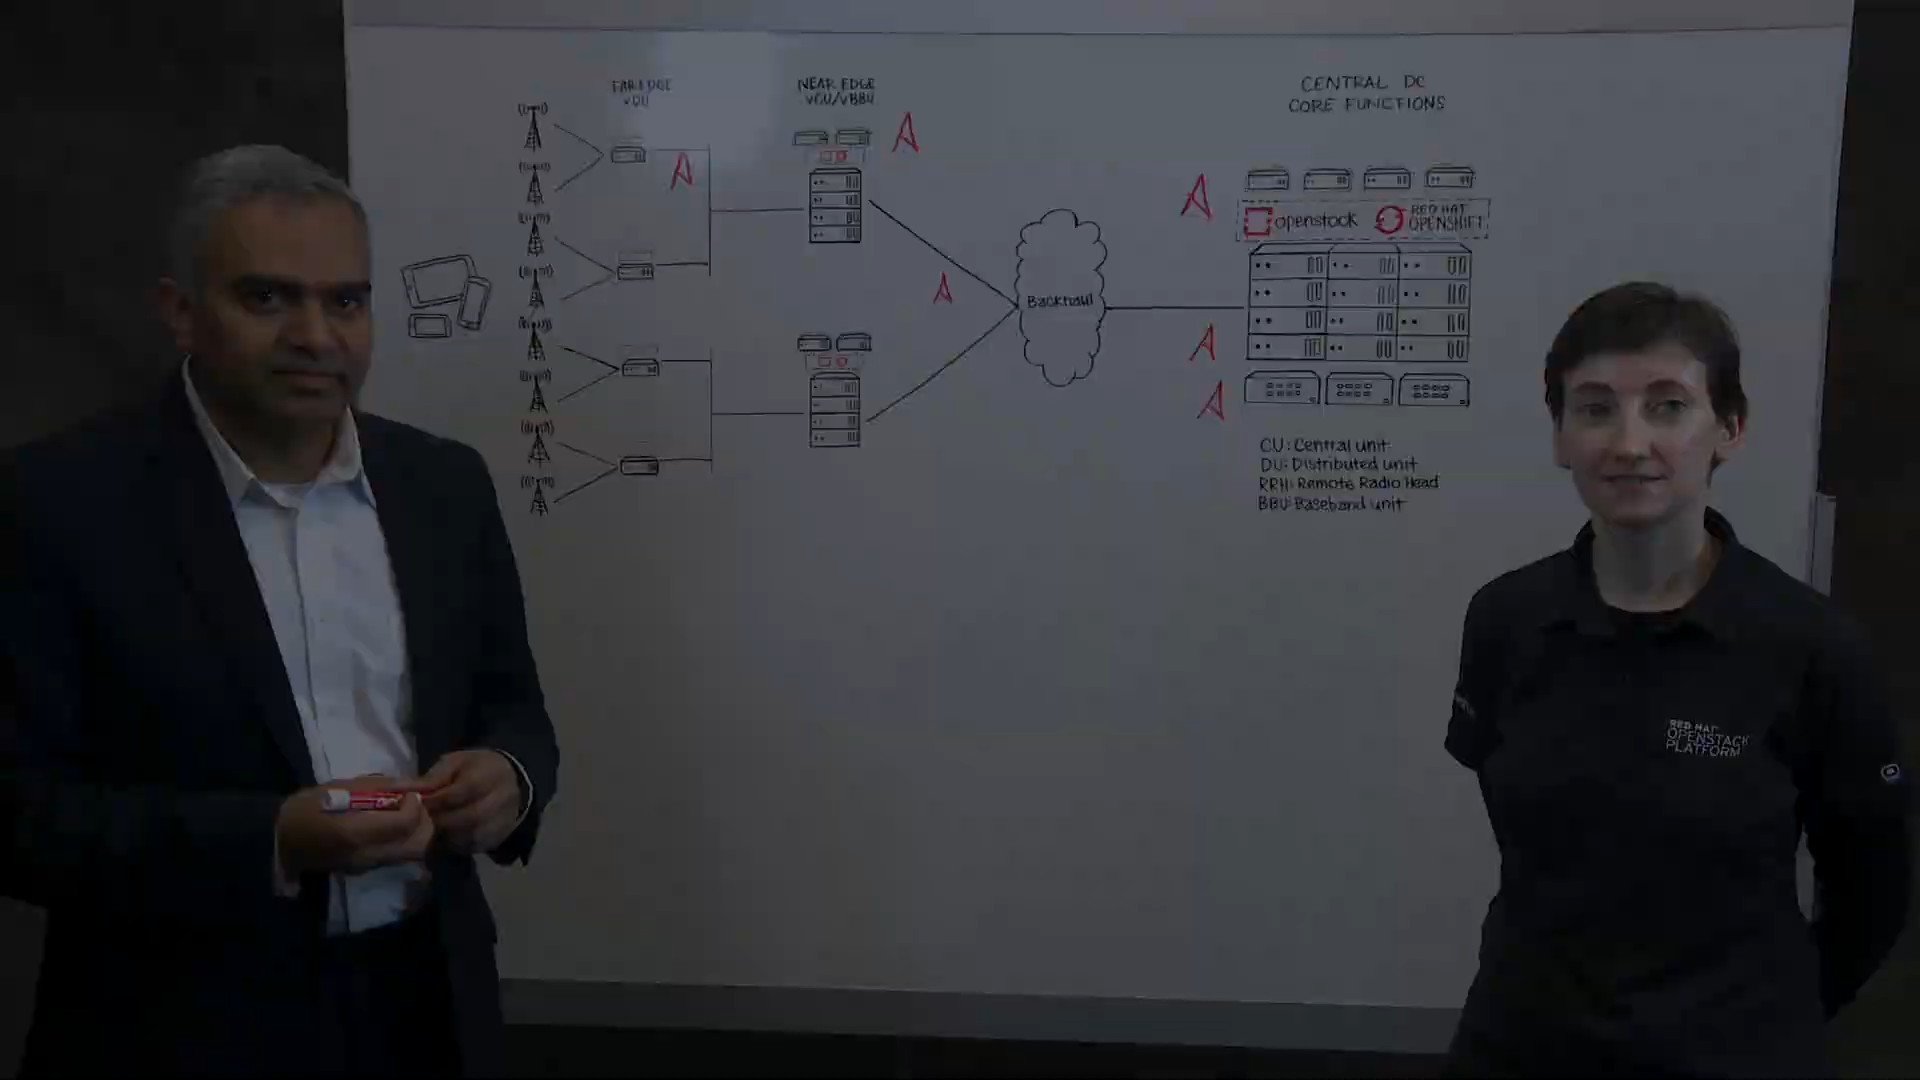 FAR EDGE
vDU
NEAR EDGE
vCU/vBBU
CENTRAL DC
CORE FUNCTIONS
A
A
A
openstack
RED HAT
OPENSHIFT
A
Backhaul
A
A
CU: Central unit
DU: Distributed unit
RRH: Remote Radio Head
BBU: Baseband unit
RED HAT
OPENSTACK
PLATFORM